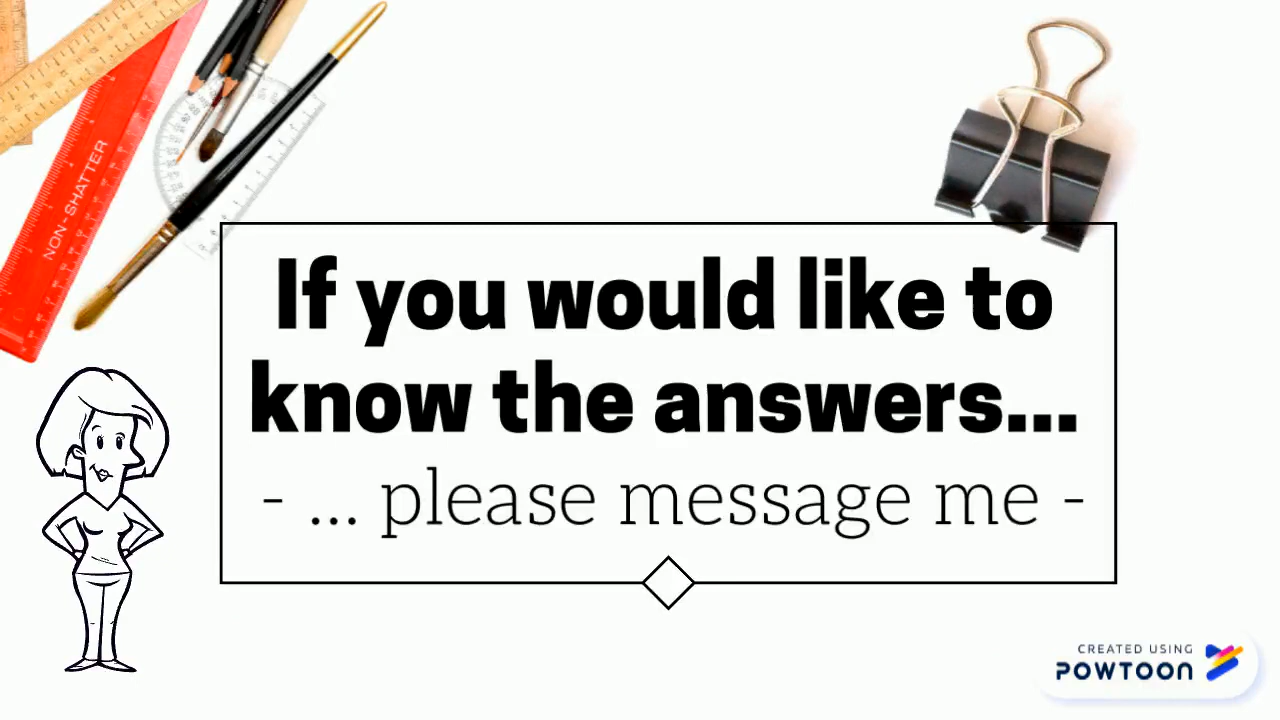 NON-SHATTER
If you would like to
know the answers...
- ... please message me -
CREATED USING
POWTOON